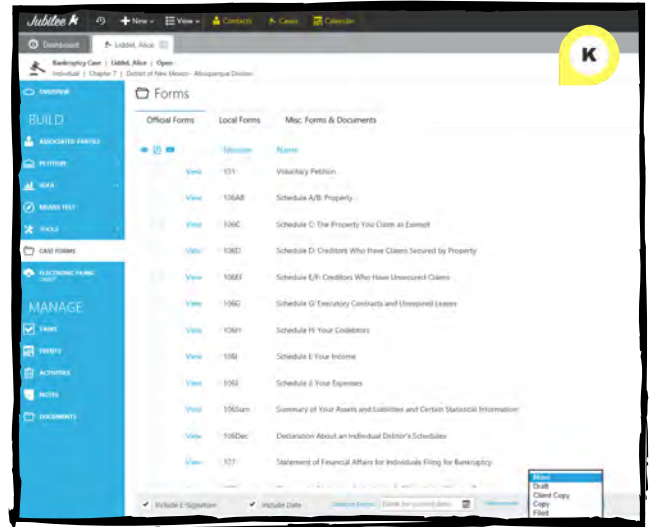 Jubilee New View Contacts Cases Calendar
Dashboard Liddel, Alice
Bankruptcy Case | Liddel, Alice | Open
Individual | Chapter 7 | District of New Mexico - Albuquerque Division
K
OVERVIEW
Forms
BUILD
Official Forms Local Forms Misc. Forms & Documents
ASSOCIATED PARTIES
Number Name
PETITION
View 101 Voluntary Petition
SOFA
View 106AB Schedule A/B: Property
MEANS TEST
View 106C Schedule C: The Property You Claim as Exempt
TOOLS
CASE FORMS
View 106D Schedule D: Creditors Who Have Claims Secured by Property
ELECTRONIC FILING
View 106EF Schedule E/F: Creditors Who Have Unsecured Claims
MANAGE
View 106G Schedule G: Executory Contracts and Unexpired Leases
TASKS
View 106H Schedule H: Your Codebtors
EVENTS
View 106I Schedule I: Your Income
ACTIVITIES
View 106J Schedule J: Your Expenses
NOTES
View 106Sum Summary of Your Assets and Liabilities and Certain Statistical Information
DOCUMENTS
View 106Dec Declaration About an Individual Debtor's Schedules
View 107 Statement of Financial Affairs for Individuals Filing for Bankruptcy
None
Draft
Client Copy
Copy
Filed
Include E-Signature Include Date